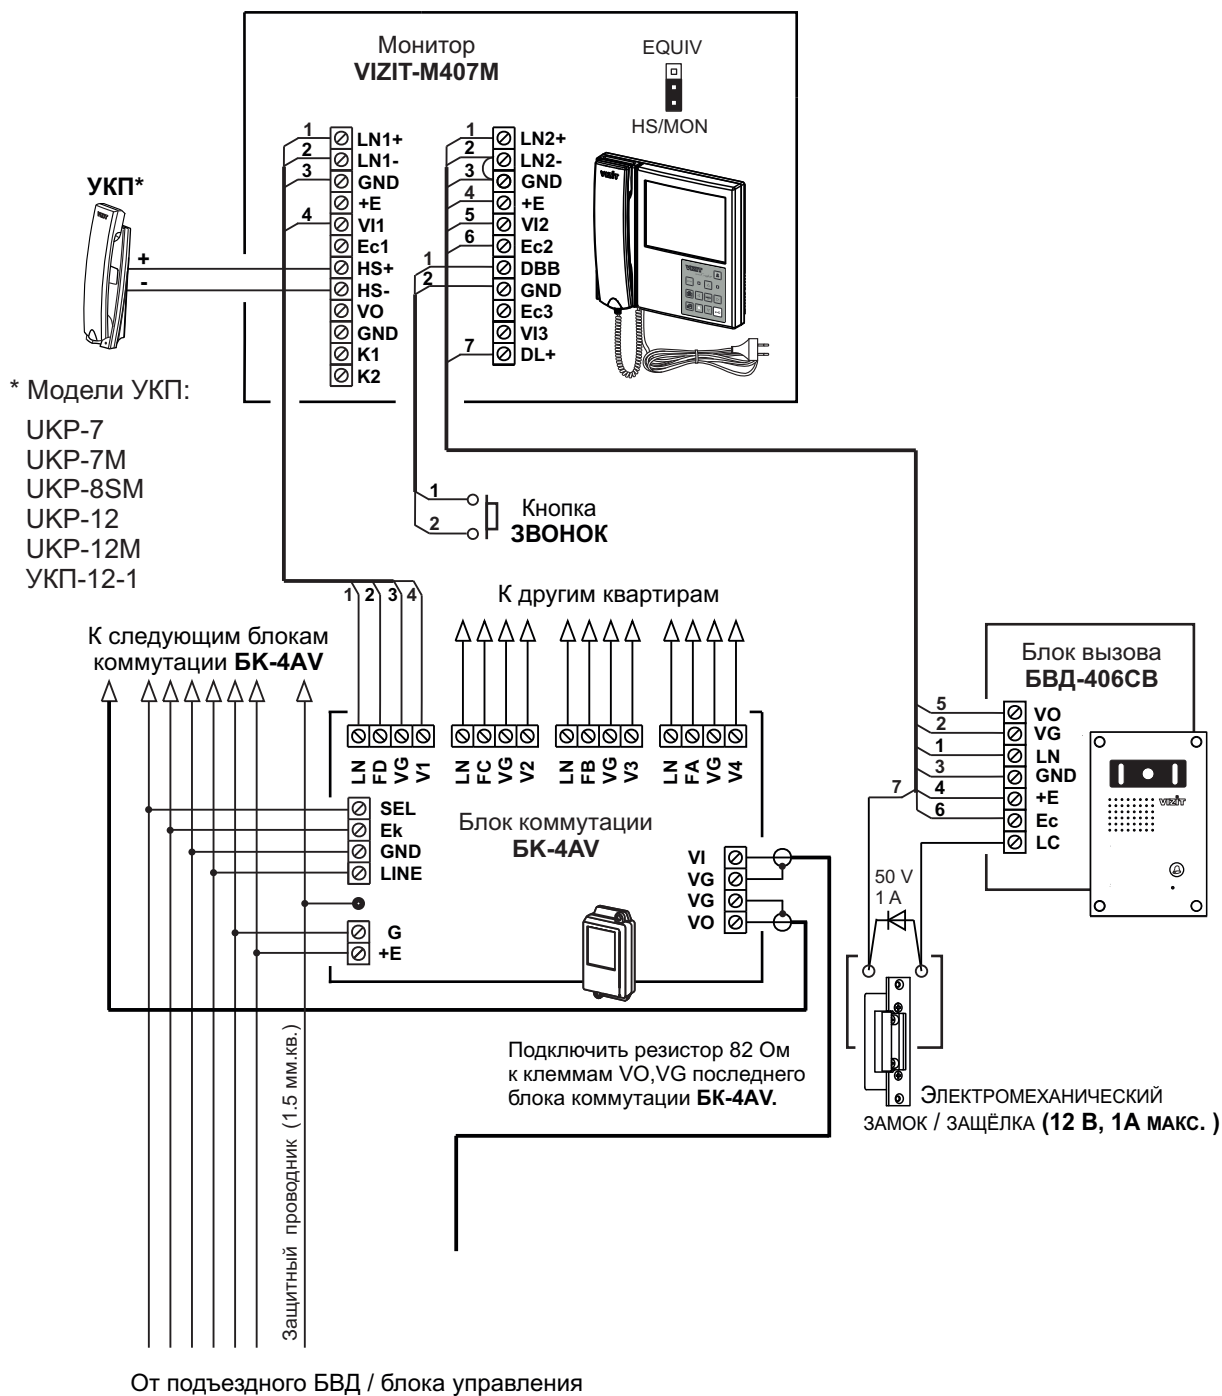 Монитор
VIZIT-M407M
EQUIV
HS/MON
1 LN1+
2 LN1-
3 GND
+E
4 VI1
Ec1
+ HS+
- HS-
VO
GND
K1
K2
1 LN2+
2 LN2-
3 GND
4 +E
5 VI2
6 Ec2
1 DBB
2 GND
Ec3
VI3
7 DL+
VIZIT
VIZIT
УКП*
VIZIT
* Модели УКП:
UKP-7
UKP-7M
UKP-8SM
UKP-12
UKP-12M
УКП-12-1
1
2
Кнопка
ЗВОНОК
1 2 3 4
К другим квартирам
К следующим блокам
коммутации БК-4AV
LN FD VG V1
LN FC VG V2
LN FB VG V3
LN FA VG V4
SEL
Ek
GND
LINE
G
+E
Блок коммутации
БК-4AV
VI
VG
VG
VO
Блок вызова
БВД-406СВ
5 VO
2 VG
1 LN
3 GND
7 4 +E
6 Ec
LC
VIZIT
50 V
1 A
Подключить резистор 82 Ом
к клеммам VO,VG последнего
блока коммутации БК-4AV.
Электромеханический
замок / защёлка (12 В, 1А макс. )
Защитный проводник (1.5 мм.кв.)
От подъездного БВД / блока управления